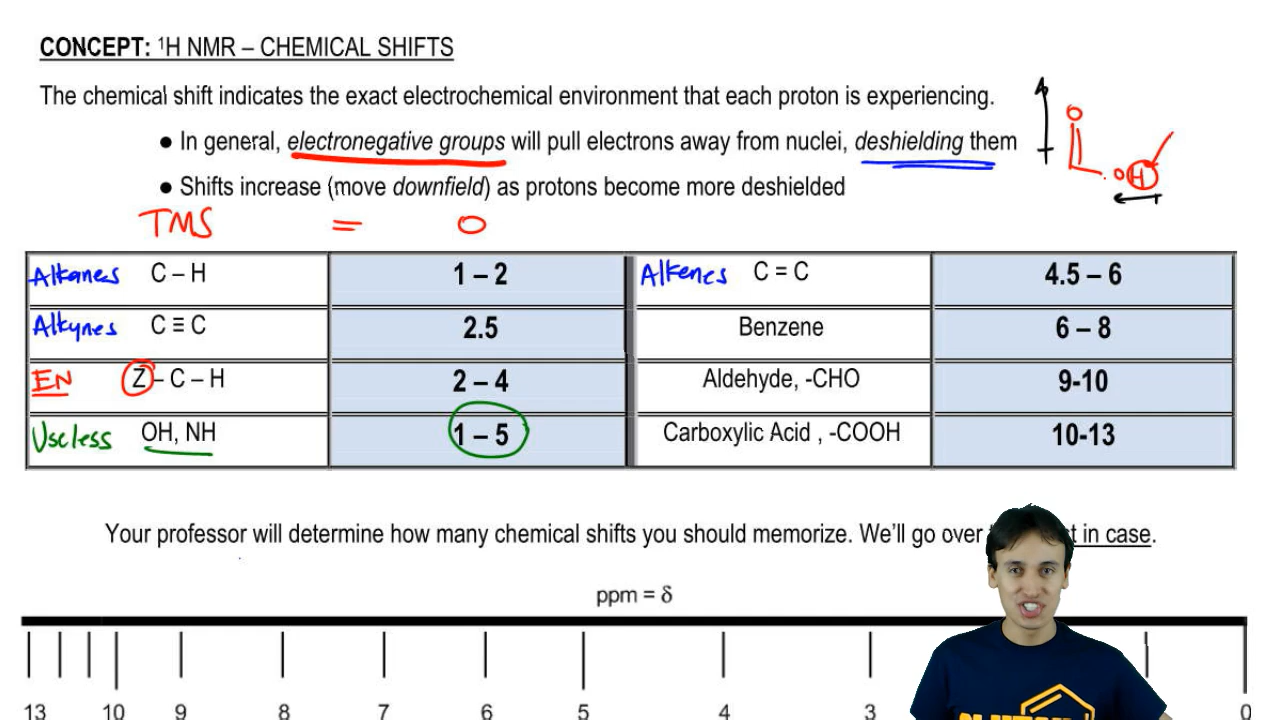 CONCEPT: ¹H NMR – CHEMICAL SHIFTS
The chemical shift indicates the exact electrochemical environment that each proton is experiencing.
● In general, electronegative groups will pull electrons away from nuclei, deshielding them
● Shifts increase (move downfield) as protons become more deshielded
O
OH
TMS = 0
Alkanes C – H 1 – 2 Alkenes C = C 4.5 – 6
Alkynes C ≡ C 2.5 Benzene 6 – 8
EN Z – C – H 2 – 4 Aldehyde, -CHO 9-10
Useless OH, NH 1 – 5 Carboxylic Acid , -COOH 10-13
Your professor will determine how many chemical shifts you should memorize. We'll go over in case.
ppm = δ
13 10 9 8 7 6 5 4 3 0